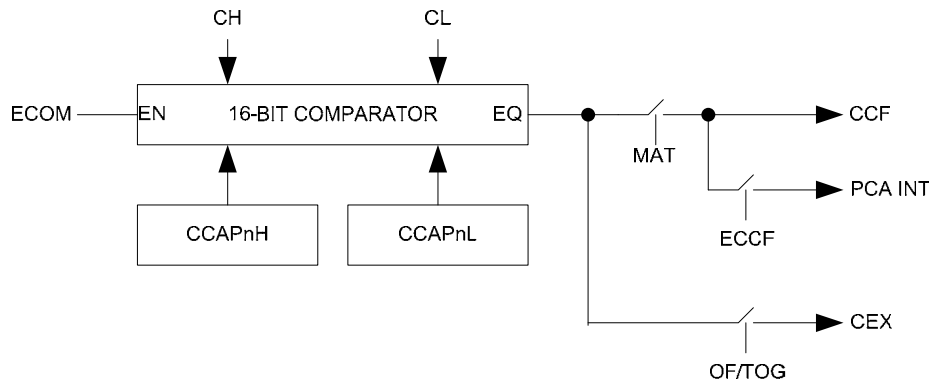 CH CL
ECOM EN 16-BIT COMPARATOR EQ CCF
MAT
CCAPnH CCAPnL PCA INT
ECCF
CEX
OF/TOG